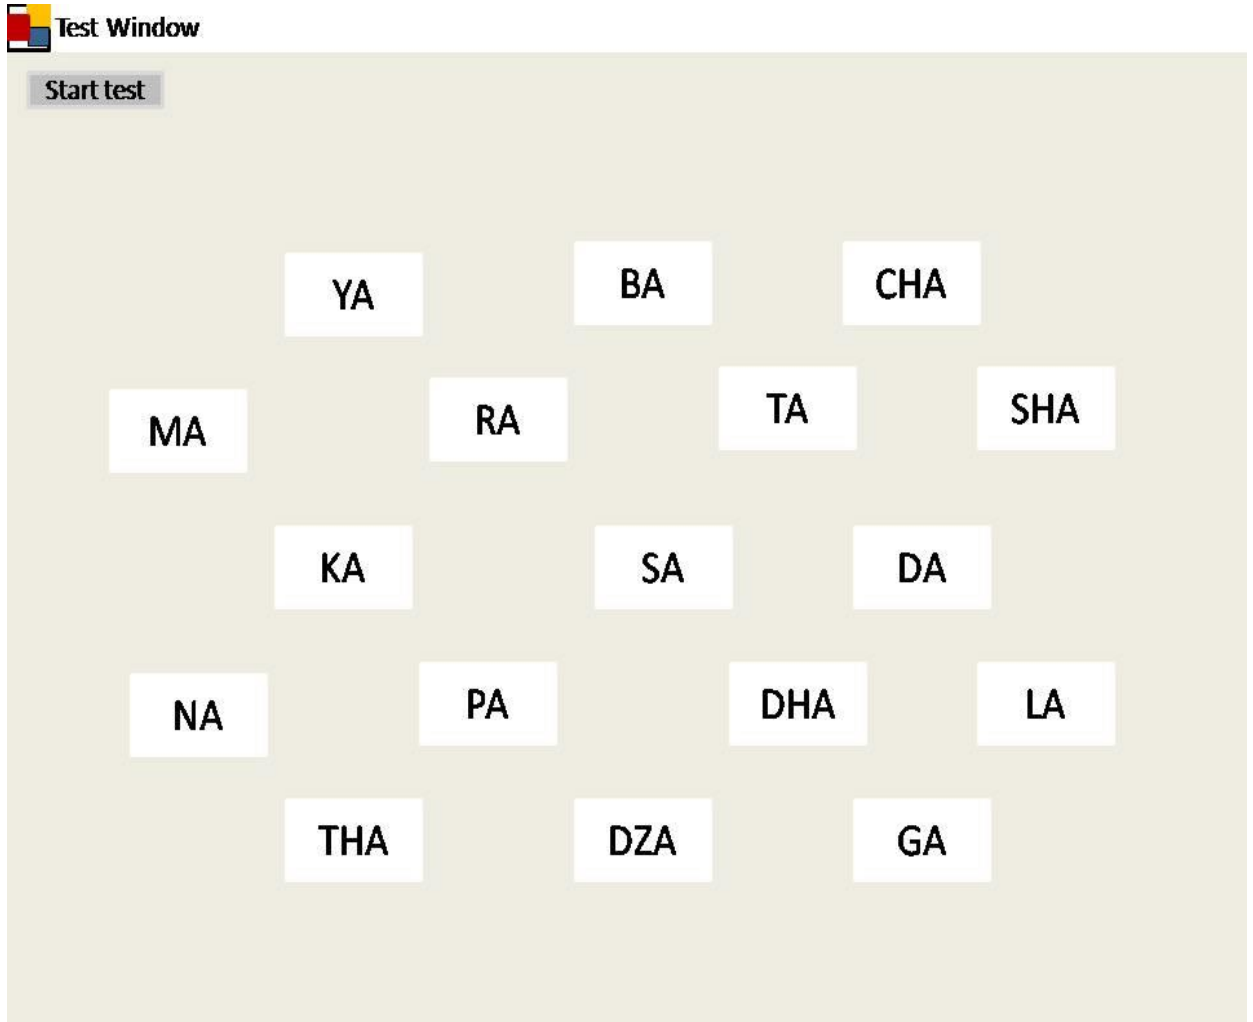 Test Window
Start test
YA BA CHA
MA RA TA SHA
KA SA DA
NA PA DHA LA
THA DZA GA